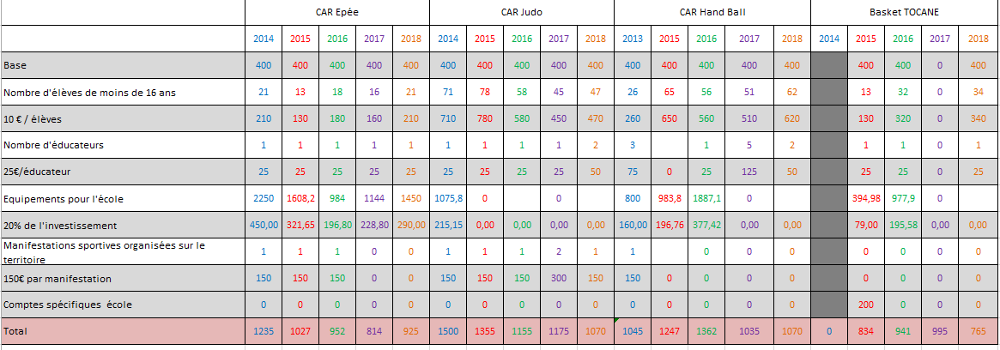 CAR Epée CAR Judo CAR Hand Ball Basket TOCANE
2014 2015 2016 2017 2018 2014 2015 2016 2017 2018 2013 2015 2016 2017 2018 2014 2015 2016 2017 2018
Base 400 400 400 400 400 400 400 400 400 400 400 400 400 400 400 400 400 0 400
Nombre d'élèves de moins de 16 ans 21 13 18 16 21 71 78 58 45 47 26 65 56 51 62 13 32 0 34
10 € / élèves 210 130 180 160 210 710 780 580 450 470 260 650 560 510 620 130 320 0 340
Nombre d'éducateurs 1 1 1 1 1 1 1 1 1 2 3 1 5 2 1 1 0 1
25€/éducateur 25 25 25 25 25 25 25 25 25 50 75 0 25 125 50 25 25 0 25
Equipements pour l'école 2250 1608,2 984 1144 1450 1075,8 0 0 800 983,8 1887,1 0 394,98 977,9 0
20% de l'investissement 450,00 321,65 196,80 228,80 290,00 215,15 0,00 0,00 0,00 0,00 160,00 196,76 377,42 0,00 0,00 79,00 195,58 0,00 0,00
Manifestations sportives organisées sur le
territoire 1 1 1 0 0 1 1 1 2 1 1 0 0 0 0 0 0 0
150€ par manifestation 150 150 150 0 0 150 150 150 300 150 150 0 0 0 0 0 0 0 0
Comptes spécifiques  école 0 0 0 0 0 0 0 0 0 0 0 0 0 0 0 200 0 0 0
Total 1235 1027 952 814 925 1500 1355 1155 1175 1070 1045 1247 1362 1035 1070 0 834 941 995 765